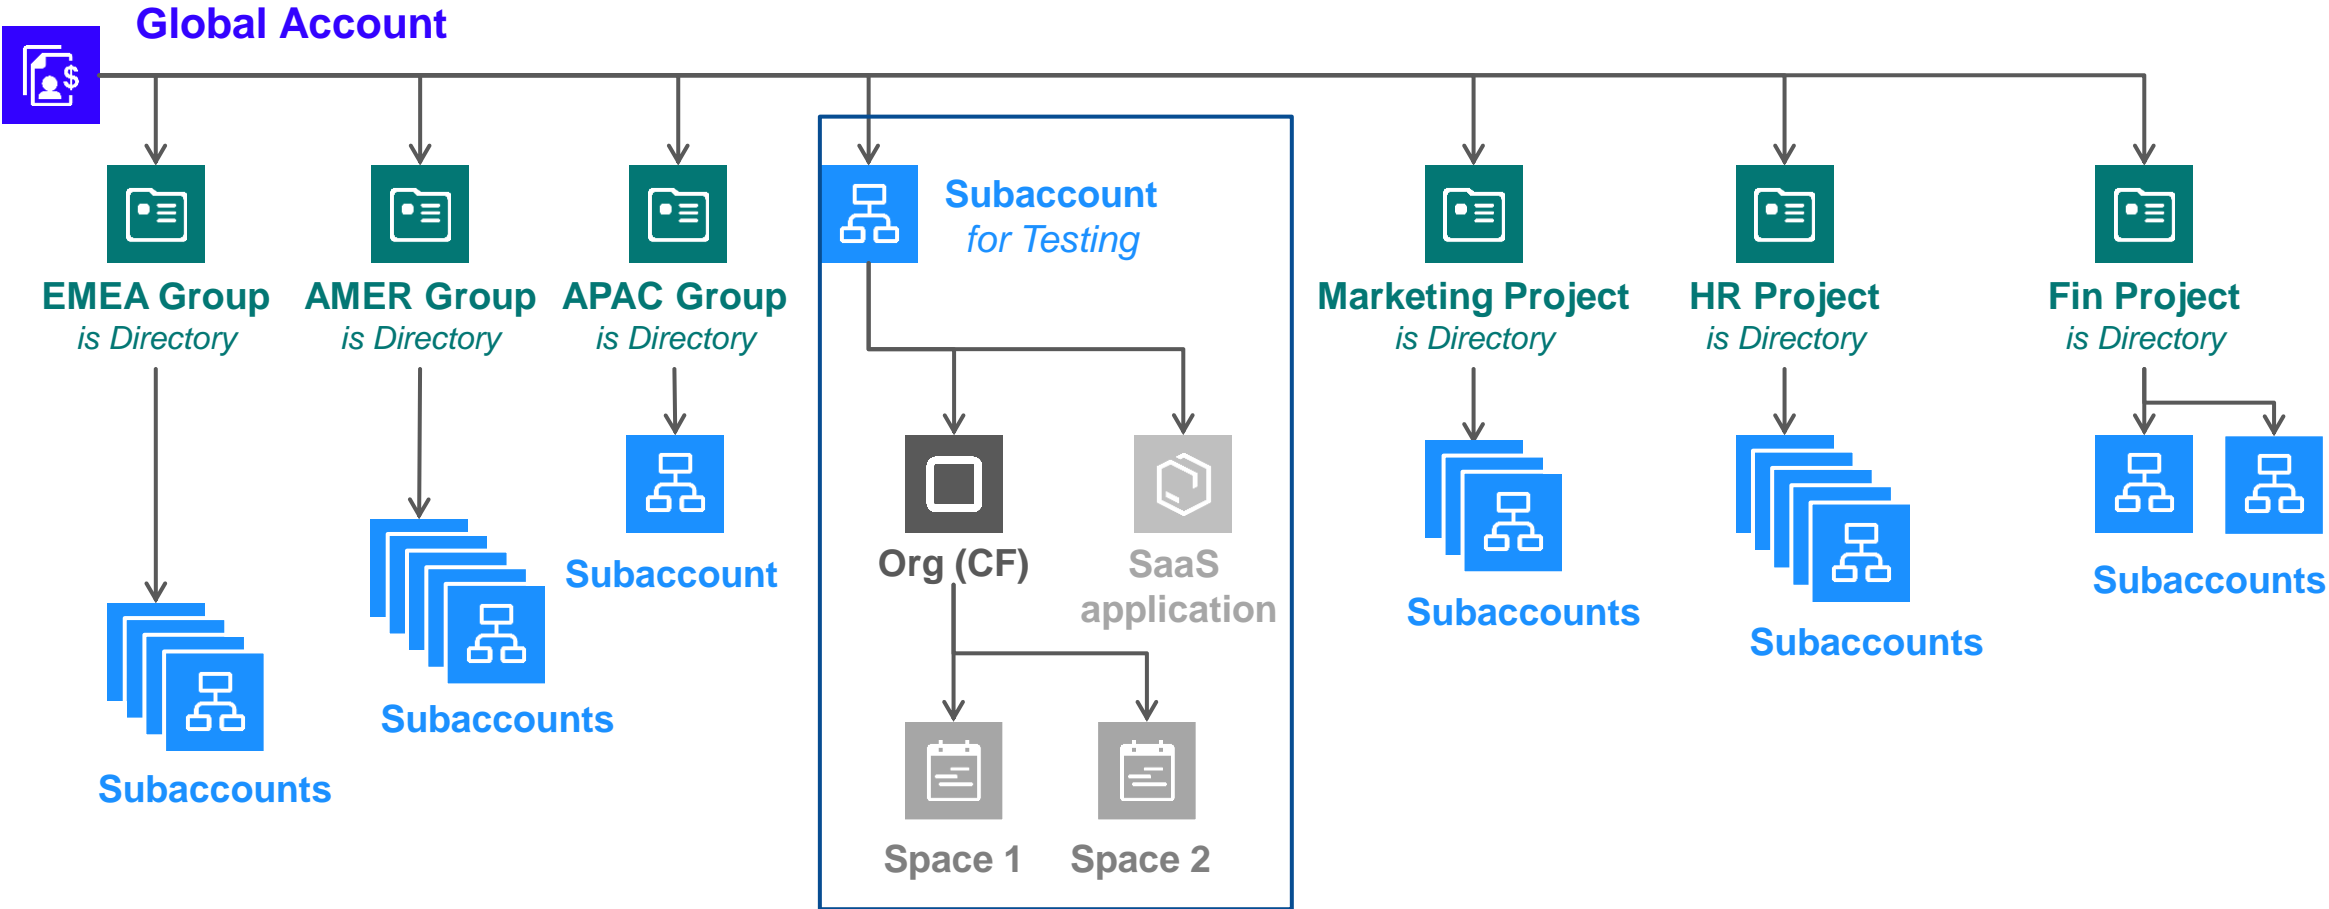 Global Account
$
Subaccount
for Testing
EMEA Group
is Directory
AMER Group
is Directory
APAC Group
is Directory
Marketing Project
is Directory
HR Project
is Directory
Fin Project
is Directory
Org (CF)
SaaS
application
Subaccount
Subaccounts
Subaccounts
Subaccounts
Subaccounts
Subaccounts
Space 1
Space 2